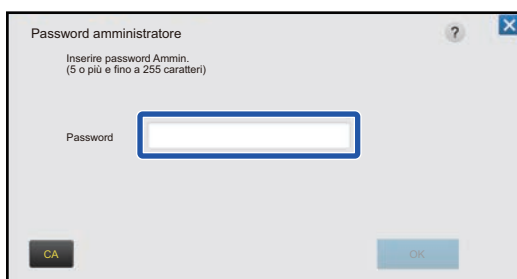 Password amministratore
?
Inserire password Ammin.
(5 o più e fino a 255 caratteri)
Password
CA
OK